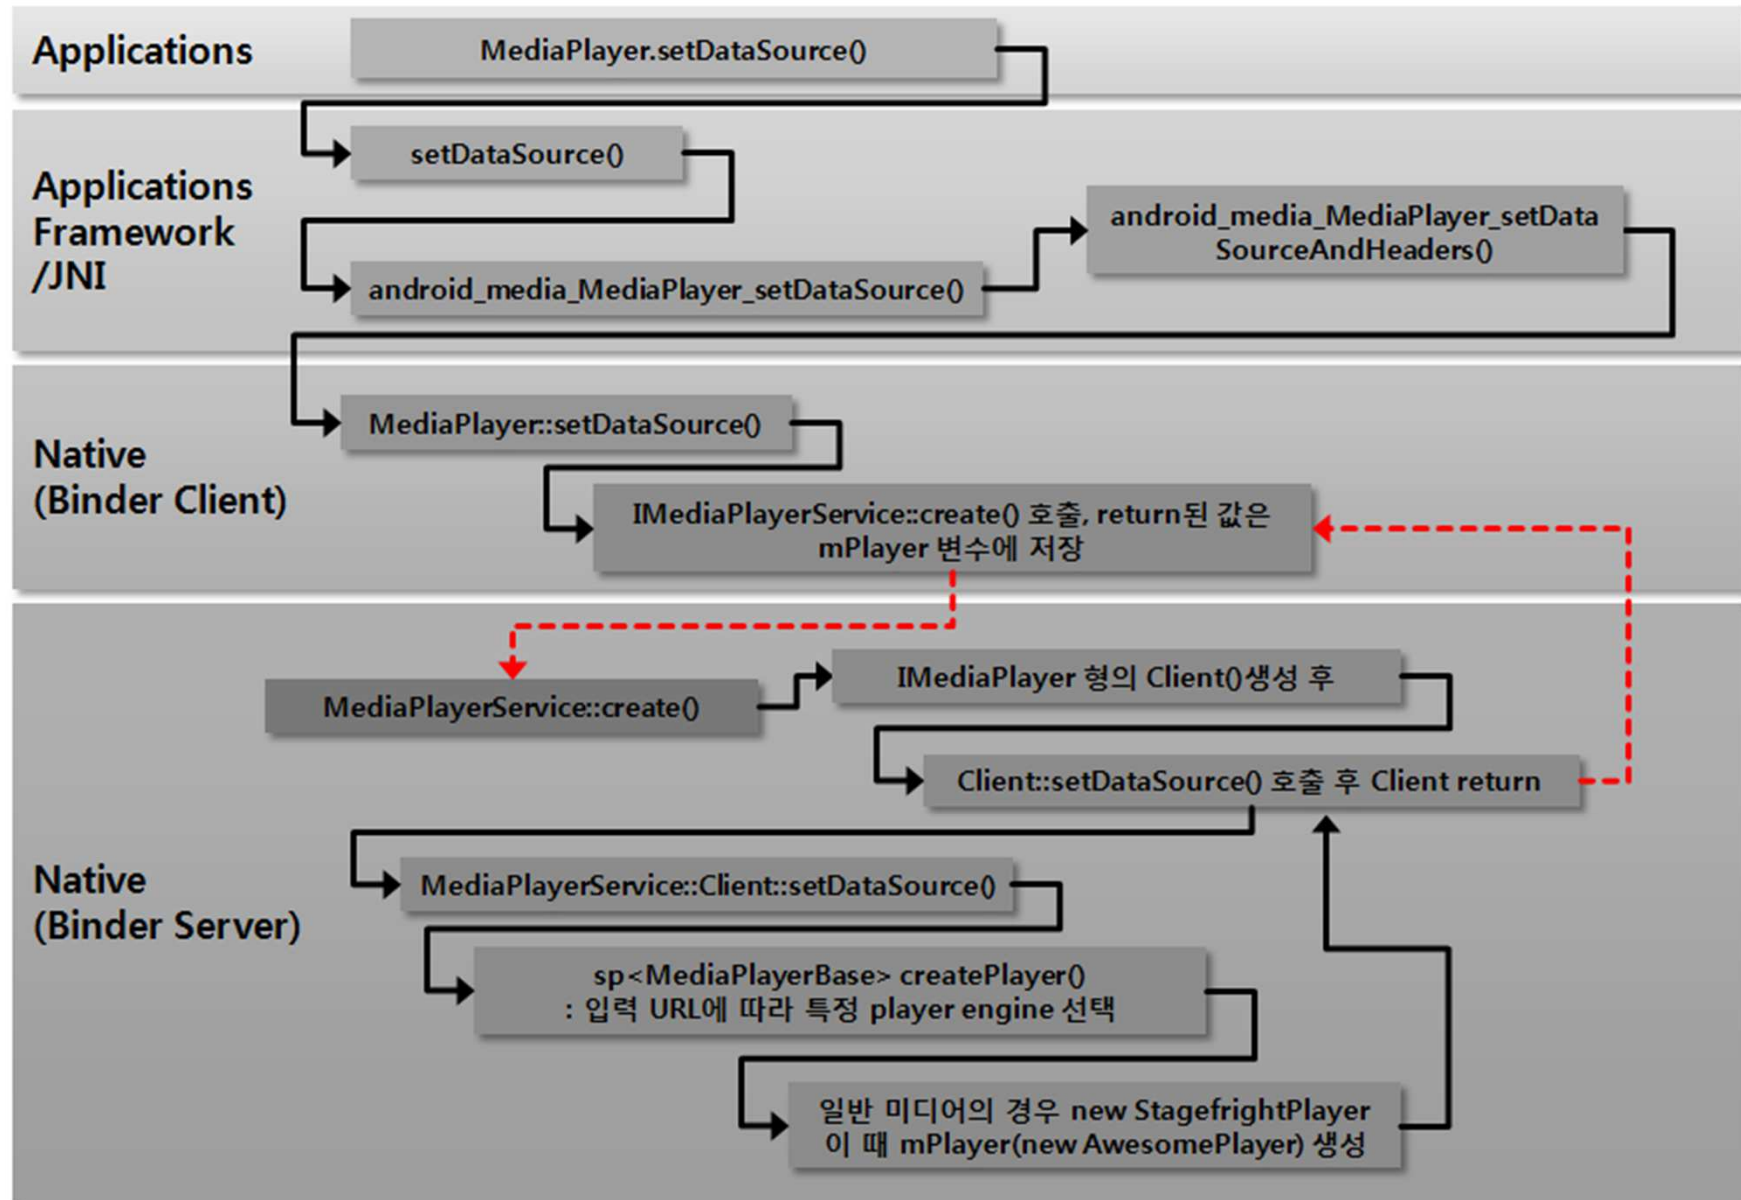 Applications
MediaPlayer.setDataSource()
Applications
Framework
/JNI
setDataSource()
android_media_MediaPlayer_setData
SourceAndHeaders()
android_media_MediaPlayer_setDataSource()
Native
(Binder Client)
MediaPlayer::setDataSource()
IMediaPlayerService::create() 호출, return된 값은
mPlayer 변수에 저장
Native
(Binder Server)
MediaPlayerService::create()
IMediaPlayer 형의 Client()생성 후
Client::setDataSource() 호출 후 Client return
MediaPlayerService::Client::setDataSource()
sp<MediaPlayerBase> createPlayer()
: 입력 URL에 따라 특정 player engine 선택
일반 미디어의 경우 new StagefrightPlayer
이 때 mPlayer(new AwesomePlayer) 생성